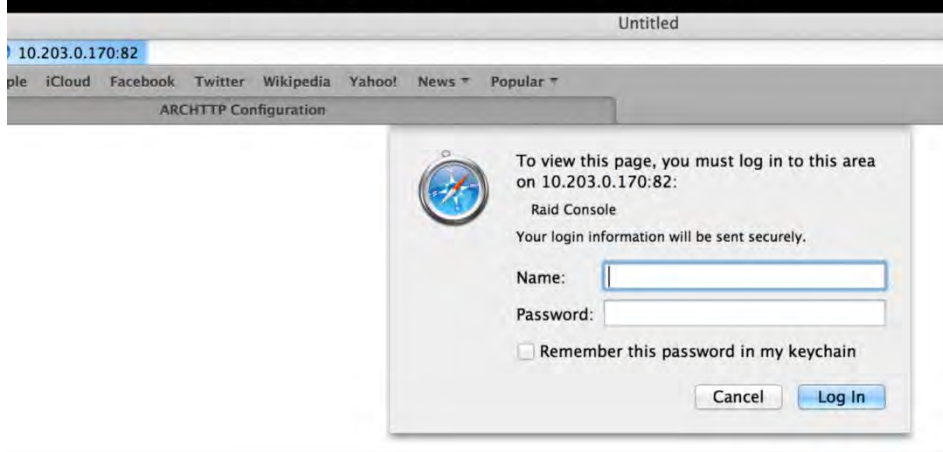 Untitled
10.203.0.170:82
ple iCloud Facebook Twitter Wikipedia Yahoo! News Popular
ARCHTTP Configuration
To view this page, you must log in to this area
on 10.203.0.170:82:
Raid Console
Your login information will be sent securely.
Name:
Password:
Remember this password in my keychain
Cancel Log In